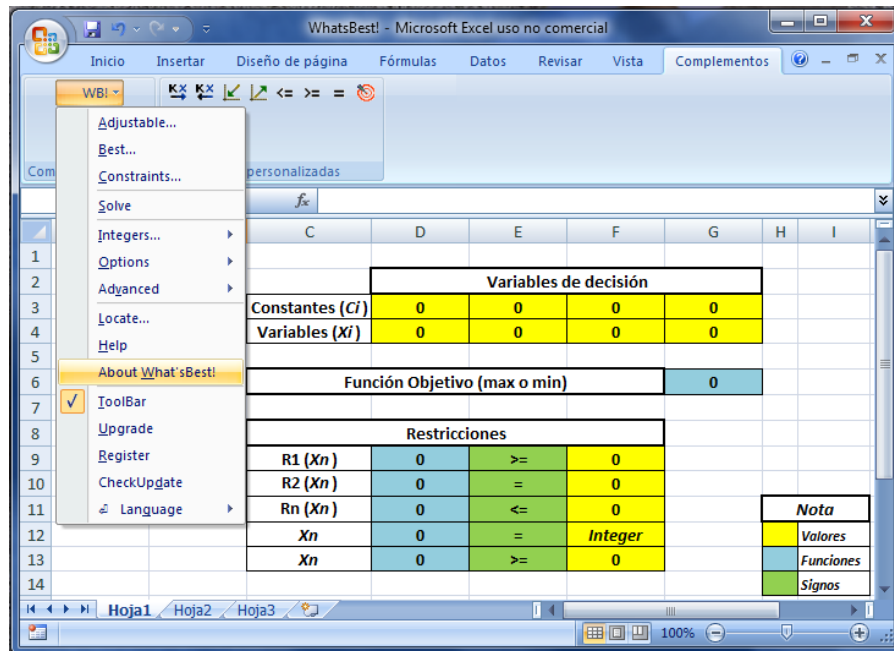 WhatsBest! - Microsoft Excel uso no comercial
Inicio Insertar Diseño de página Fórmulas Datos Revisar Vista Complementos
WB! <= >= =
Adjustable...
Best...
Com personalizadas
Constraints...
Solve
fx
Integers...
Options
Advanced
Locate...
Help
About What'sBest!
ToolBar
Upgrade
Register
CheckUpdate
Language
C D E F G H I
1
2 Variables de decisión
3 Constantes (Ci) 0 0 0 0
4 Variables (Xi) 0 0 0 0
5
6 Función Objetivo (max o min) 0
7
8 Restricciones
9 R1 (Xn) 0 >= 0
10 R2 (Xn) 0 = 0
11 Rn (Xn) 0 <= 0 Nota
12 Xn 0 = Integer Valores
13 Xn 0 >= 0 Funciones
14 Signos
Hoja1 Hoja2 Hoja3
100%